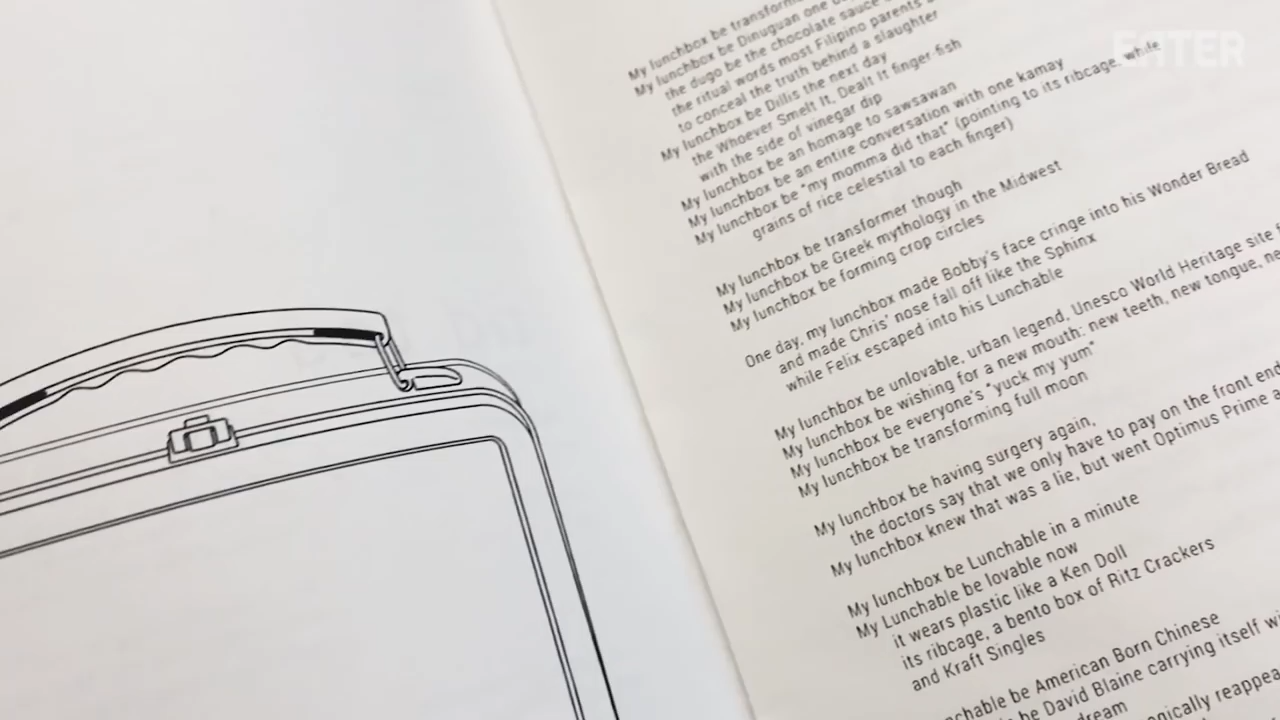 EATER
My lunchbox be transformer
My lunchbox be Dinuguan one
the dugo be the chocolate sauce
the ritual words most Filipino parents
to conceal the truth behind a slaughter
My lunchbox be Dillis the next day
the Whoever Smelt It, Dealt It finger-fish
with the side of vinegar dip
My lunchbox be an homage to sawsawan
My lunchbox be an entire conversation with one kamay
My lunchbox be "my momma did that" (pointing to its ribcage, while
grains of rice celestial to each finger)
My lunchbox be transformer though
My lunchbox be Greek mythology in the Midwest
My lunchbox be forming crop circles
One day, my lunchbox made Bobby's face cringe into his Wonder Bread
and made Chris' nose fall off like the Sphinx
while Felix escaped into his Lunchable
My lunchbox be unlovable, urban legend, Unesco World Heritage site
My lunchbox be wishing for a new mouth: new teeth, new tongue,
My lunchbox be everyone's "yuck my yum"
My lunchbox be transforming full moon
My lunchbox be having surgery again,
the doctors say that we only have to pay on the front end
My lunchbox knew that was a lie, but went Optimus Prime
My lunchbox be Lunchable in a minute
My Lunchable be lovable now
it wears plastic like a Ken Doll
its ribcage, a bento box of Ritz Crackers
and Kraft Singles
be American Born Chinese
be David Blaine carrying itself
dream